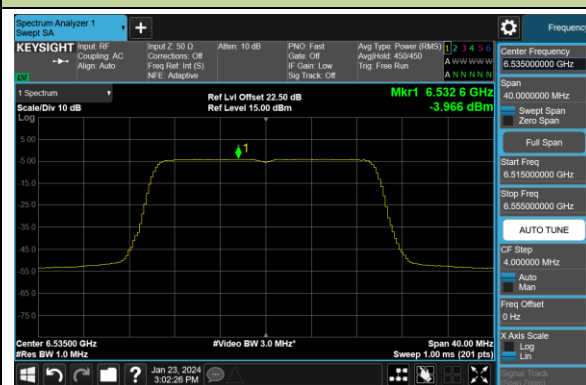 Spectrum Analyzer 1
Swept SA
Frequency
KEYSIGHT
Input: RF
Coupling: AC
Align: Auto
Input Z: 50 Ω
Corrections: Off
Freq Ref: Int (S)
NFE: Adaptive
Atten: 10 dB
PNO: Fast
Gate: Off
IF Gain: Low
Sig Track: Off
Avg Type: Power (RMS)
Avg|Hold: 450/450
Trig: Free Run
1 2 3 4 5 6
A W W W W W
A N N N N N
LXI
1 Spectrum
Scale/Div 10 dB
Log
Ref Lvl Offset 22.50 dB
Ref Level 15.00 dBm
Mkr1 6.532 6 GHz
-3.966 dBm
1
5.00
-5.00
-15.0
-25.0
-35.0
-45.0
-55.0
-65.0
-75.0
Center 6.53500 GHz
#Res BW 1.0 MHz
#Video BW 3.0 MHz*
Span 40.00 MHz
Sweep 1.00 ms (201 pts)
Center Frequency
6.535000000 GHz
Span
40.0000000 MHz
Swept Span
Zero Span
Full Span
Start Freq
6.515000000 GHz
Stop Freq
6.555000000 GHz
AUTO TUNE
CF Step
4.000000 MHz
Auto
Man
Freq Offset
0 Hz
X Axis Scale
Log
Lin
Signal Track
(Span Zoom)
Jan 23, 2024
3:02:26 PM